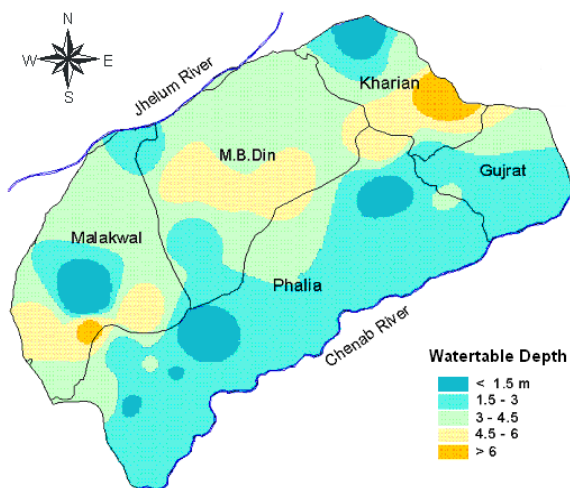 N
W E
S
Jhelum River
Kharian
M.B.Din
Gujrat
Malakwal
Phalia
Chenab River
Watertable Depth
< 1.5 m
1.5 - 3
3 - 4.5
4.5 - 6
> 6